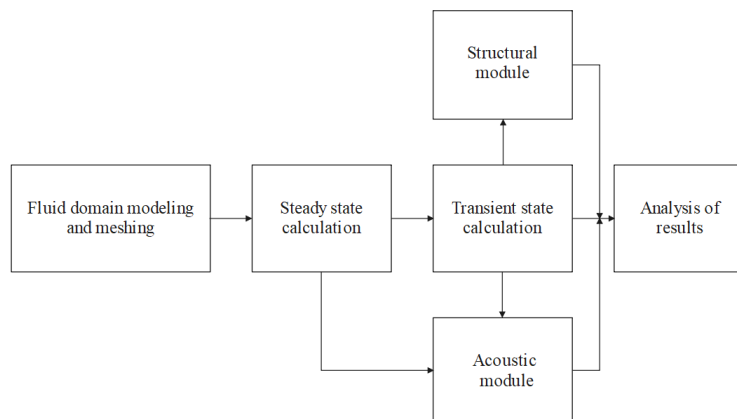 Structural
module
Fluid domain modeling
and meshing
Steady state
calculation
Transient state
calculation
Analysis of
results
Acoustic
module